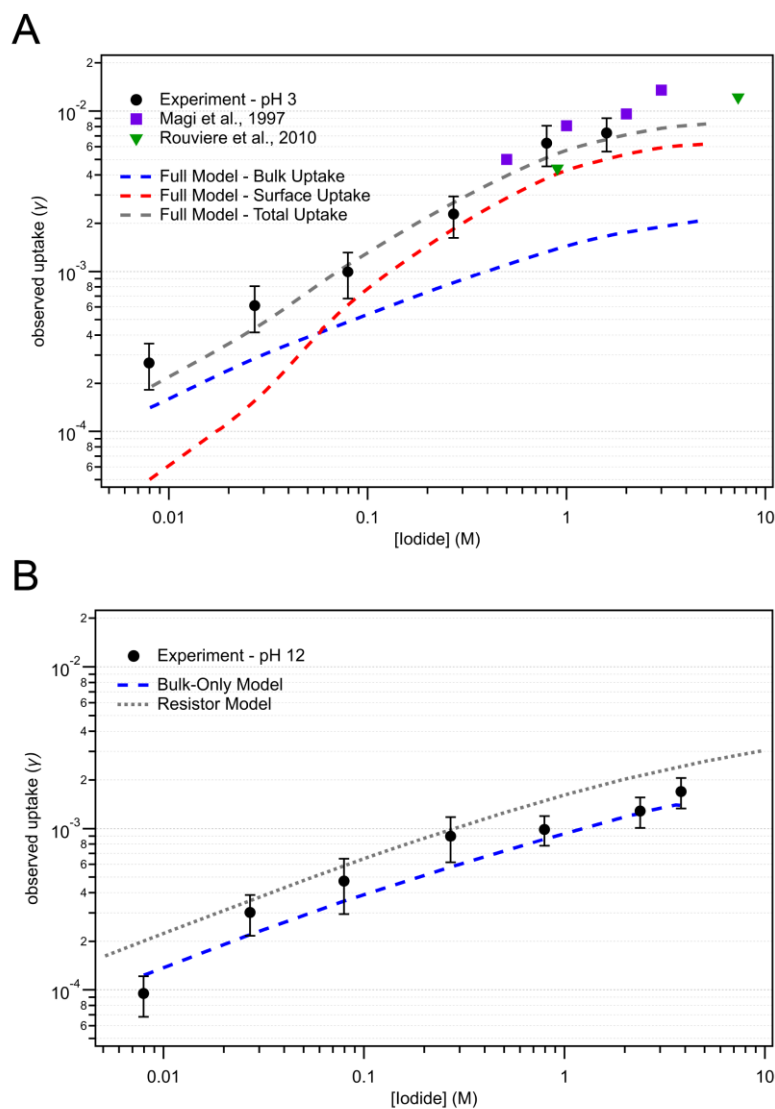 A
2
10⁻²
8
6
4
2
10⁻³
8
6
4
2
10⁻⁴
8
6
observed uptake (γ)
Experiment - pH 3
Magi et al., 1997
Rouviere et al., 2010
Full Model - Bulk Uptake
Full Model - Surface Uptake
Full Model - Total Uptake
0.01 0.1 1 10
[Iodide] (M)
B
2
10⁻²
8
6
4
2
10⁻³
8
6
4
2
10⁻⁴
8
6
observed uptake (γ)
Experiment - pH 12
Bulk-Only Model
Resistor Model
0.01 0.1 1 10
[Iodide] (M)